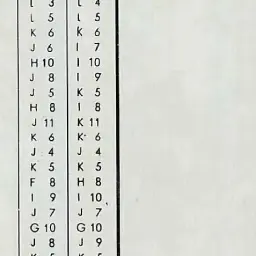 L 3 L 4
L 5 L 5
K 6 K 6
J 6 I 7
H 10 I 10
J 8 I 9
J 5 K 5
H 8 I 8
J 11 K 11
K 6 K 6
J 4 J 4
K 5 K 5
F 8 H 8
I 9 I 10
J 7 J 7
G 10 G 10
J 8 J 9